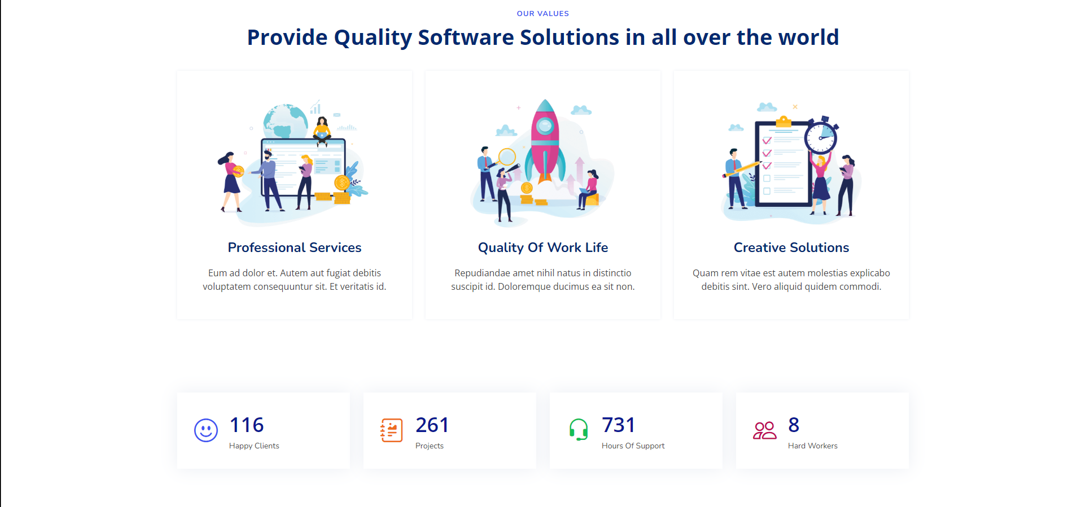 OUR VALUES
Provide Quality Software Solutions in all over the world
Professional Services
Eum ad dolor et. Autem aut fugiat debitis
voluptatem consequuntur sit. Et veritatis id.
Quality Of Work Life
Repudiandae amet nihil natus in distinctio
suscipit id. Doloremque ducimus ea sit non.
Creative Solutions
Quam rem vitae est autem molestias explicabo
debitis sint. Vero aliquid quidem commodi.
116
Happy Clients
261
Projects
731
Hours Of Support
8
Hard Workers